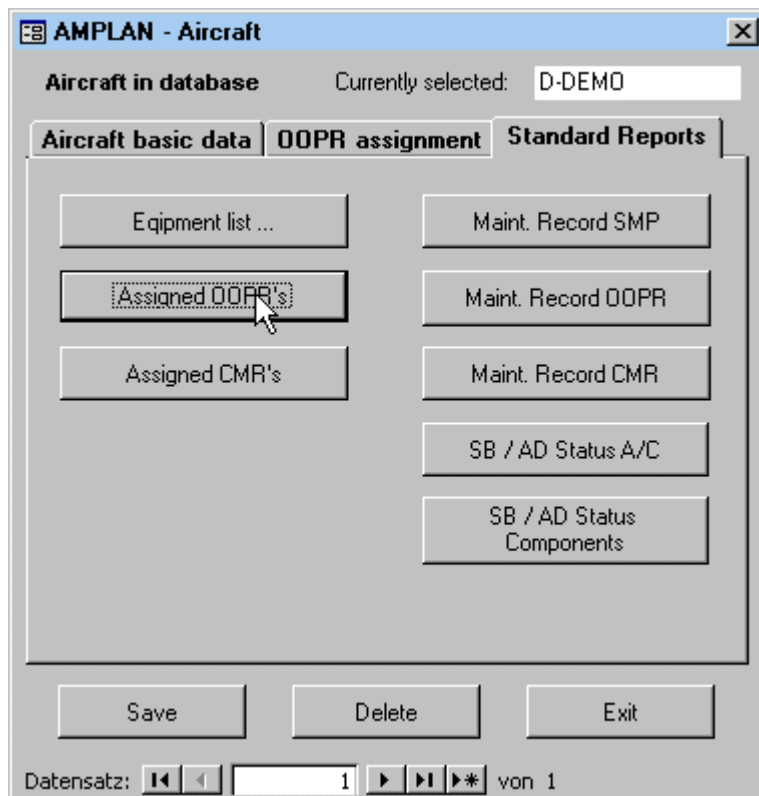 AMPLAN - Aircraft
Aircraft in database Currently selected: D-DEMO
Aircraft basic data OOPR assignment Standard Reports
Eqipment list ... Maint. Record SMP
Assigned OOPR's Maint. Record OOPR
Assigned CMR's Maint. Record CMR
SB / AD Status A/C
SB / AD Status
Components
Save Delete Exit
Datensatz: 1 von 1